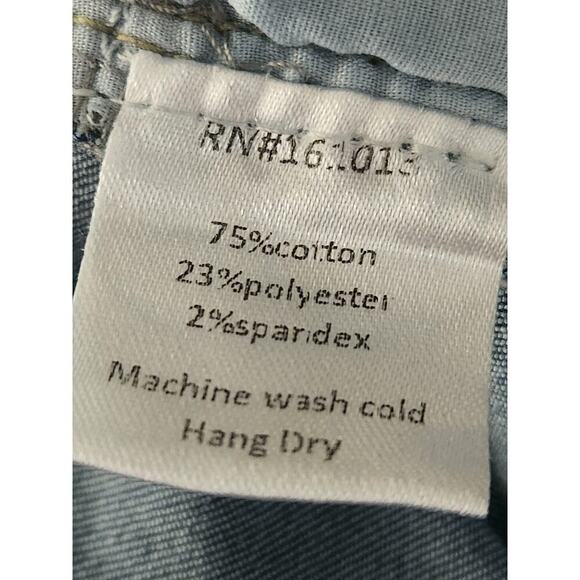 RN#161013
75%cotton
23%polyester
2%spandex
Machine wash cold
Hang Dry